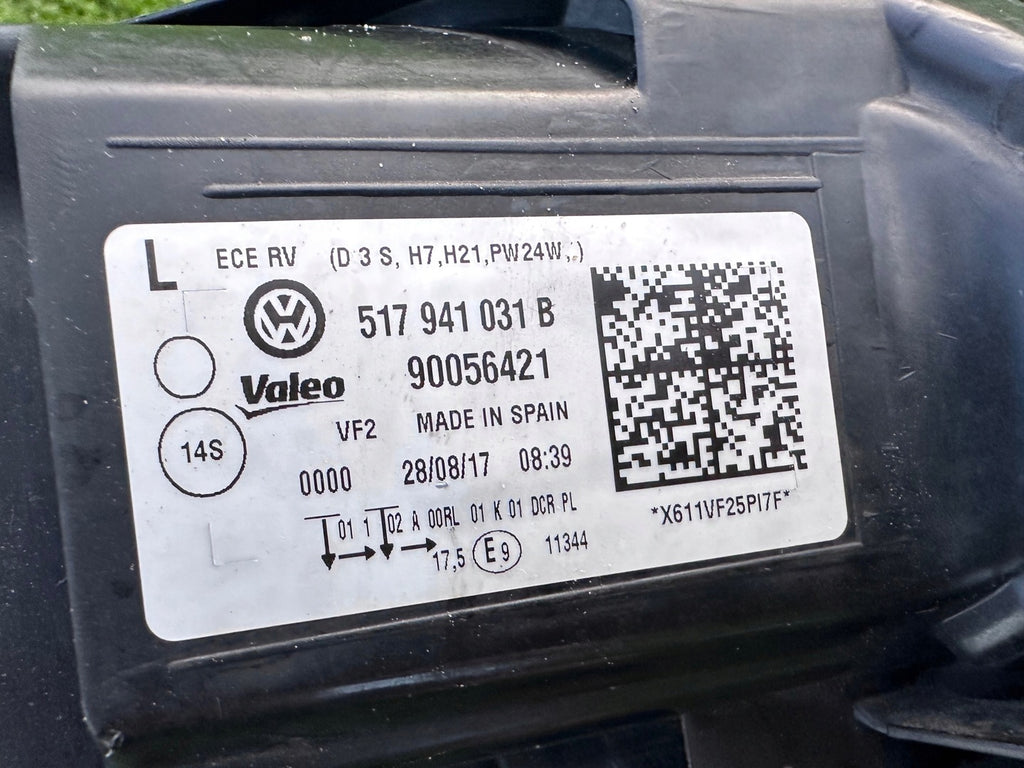 L
ECE RV (D 3 S, H7,H21,PW24W,.)
517 941 031 B
Valeo
90056421
VF2 MADE IN SPAIN
14S
0000 28/08/17 08:39
01 1 02 A 00RL 01 K 01 DCR PL
17,5 E 9 11344
*X611VF25PI7F*